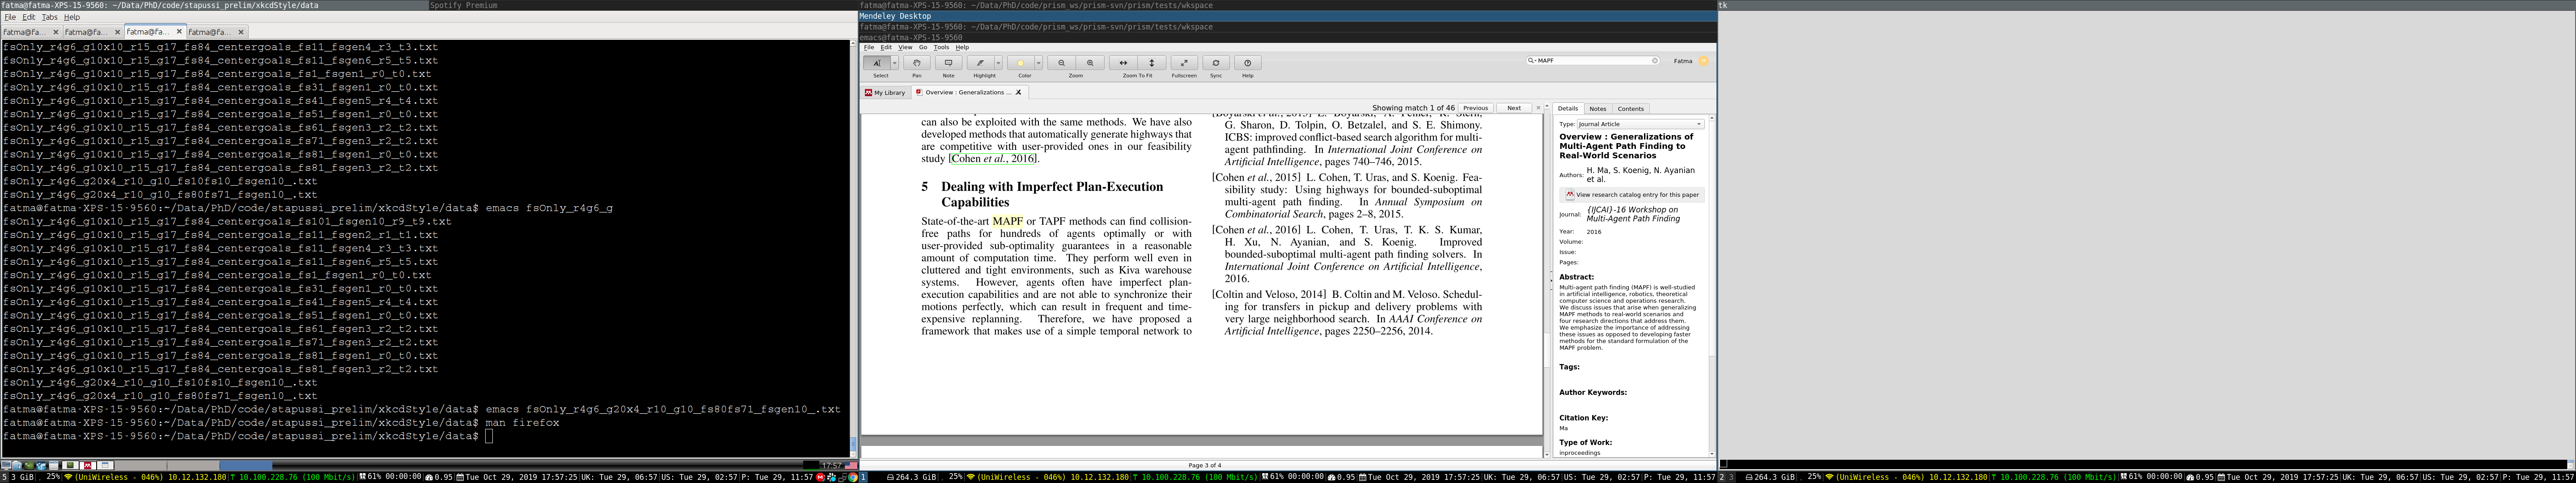 fatma@fatma-XPS-15-9560: ~/Data/PhD/code/stapussi_prelim/xkcdStyle/data
Spotify Premium
File Edit Tabs Help
fatma@fa...
fatma@fa...
fatma@fa...
fatma@fa...
fsOnly_r4g6_g10x10_r15_g17_fs84_centergoals_fs11_fsgen4_r3_t3.txt
fsOnly_r4g6_g10x10_r15_g17_fs84_centergoals_fs11_fsgen6_r5_t5.txt
fsOnly_r4g6_g10x10_r15_g17_fs84_centergoals_fs1_fsgen1_r0_t0.txt
fsOnly_r4g6_g10x10_r15_g17_fs84_centergoals_fs31_fsgen1_r0_t0.txt
fsOnly_r4g6_g10x10_r15_g17_fs84_centergoals_fs41_fsgen5_r4_t4.txt
fsOnly_r4g6_g10x10_r15_g17_fs84_centergoals_fs51_fsgen1_r0_t0.txt
fsOnly_r4g6_g10x10_r15_g17_fs84_centergoals_fs61_fsgen3_r2_t2.txt
fsOnly_r4g6_g10x10_r15_g17_fs84_centergoals_fs71_fsgen3_r2_t2.txt
fsOnly_r4g6_g10x10_r15_g17_fs84_centergoals_fs81_fsgen1_r0_t0.txt
fsOnly_r4g6_g10x10_r15_g17_fs84_centergoals_fs81_fsgen3_r2_t2.txt
fsOnly_r4g6_g20x4_r10_g10_fs10fs10_fsgen10_.txt
fsOnly_r4g6_g20x4_r10_g10_fs80fs71_fsgen10_.txt
fatma@fatma-XPS-15-9560:~/Data/PhD/code/stapussi_prelim/xkcdStyle/data$ emacs fsOnly_r4g6_g
fsOnly_r4g6_g10x10_r15_g17_fs84_centergoals_fs101_fsgen10_r9_t9.txt
fsOnly_r4g6_g10x10_r15_g17_fs84_centergoals_fs11_fsgen2_r1_t1.txt
fsOnly_r4g6_g10x10_r15_g17_fs84_centergoals_fs11_fsgen4_r3_t3.txt
fsOnly_r4g6_g10x10_r15_g17_fs84_centergoals_fs11_fsgen6_r5_t5.txt
fsOnly_r4g6_g10x10_r15_g17_fs84_centergoals_fs1_fsgen1_r0_t0.txt
fsOnly_r4g6_g10x10_r15_g17_fs84_centergoals_fs31_fsgen1_r0_t0.txt
fsOnly_r4g6_g10x10_r15_g17_fs84_centergoals_fs41_fsgen5_r4_t4.txt
fsOnly_r4g6_g10x10_r15_g17_fs84_centergoals_fs51_fsgen1_r0_t0.txt
fsOnly_r4g6_g10x10_r15_g17_fs84_centergoals_fs61_fsgen3_r2_t2.txt
fsOnly_r4g6_g10x10_r15_g17_fs84_centergoals_fs71_fsgen3_r2_t2.txt
fsOnly_r4g6_g10x10_r15_g17_fs84_centergoals_fs81_fsgen1_r0_t0.txt
fsOnly_r4g6_g10x10_r15_g17_fs84_centergoals_fs81_fsgen3_r2_t2.txt
fsOnly_r4g6_g20x4_r10_g10_fs10fs10_fsgen10_.txt
fsOnly_r4g6_g20x4_r10_g10_fs80fs71_fsgen10_.txt
fatma@fatma-XPS-15-9560:~/Data/PhD/code/stapussi_prelim/xkcdStyle/data$ emacs fsOnly_r4g6_g20x4_r10_g10_fs80fs71_fsgen10_.txt
fatma@fatma-XPS-15-9560:~/Data/PhD/code/stapussi_prelim/xkcdStyle/data$ man firefox
fatma@fatma-XPS-15-9560:~/Data/PhD/code/stapussi_prelim/xkcdStyle/data$
17:57
5 3 GiB 25% (UniWireless - 046%) 10.12.132.180 10.100.228.76 (100 Mbit/s) 61% 00:00:00 0.95 Tue Oct 29, 2019 17:57:25 UK: Tue 29, 06:57 US: Tue 29, 02:57 P: Tue 29, 11:57
fatma@fatma-XPS-15-9560: ~/Data/PhD/code/prism_ws/prism-svn/prism/tests/wkspace
Mendeley Desktop
fatma@fatma-XPS-15-9560: ~/Data/PhD/code/prism_ws/prism-svn/prism/tests/wkspace
emacs@fatma-XPS-15-9560
File Edit View Go Tools Help
MAPF
Fatma
Select Pan Note Highlight Color Zoom Zoom To Fit Fullscreen Sync Help
My Library
Overview : Generalizations ...
Showing match 1 of 46 Previous Next
can also be exploited with the same methods. We have also
developed methods that automatically generate highways that
are competitive with user-provided ones in our feasibility
study [Cohen et al., 2016].
5 Dealing with Imperfect Plan-Execution
Capabilities
State-of-the-art MAPF or TAPF methods can find collision-
free paths for hundreds of agents optimally or with
user-provided sub-optimality guarantees in a reasonable
amount of computation time. They perform well even in
cluttered and tight environments, such as Kiva warehouse
systems. However, agents often have imperfect plan-
execution capabilities and are not able to synchronize their
motions perfectly, which can result in frequent and time-
expensive replanning. Therefore, we have proposed a
framework that makes use of a simple temporal network to
G. Sharon, D. Tolpin, O. Betzalel, and S. E. Shimony.
ICBS: improved conflict-based search algorithm for multi-
agent pathfinding. In International Joint Conference on
Artificial Intelligence, pages 740–746, 2015.
[Cohen et al., 2015] L. Cohen, T. Uras, and S. Koenig. Fea-
sibility study: Using highways for bounded-suboptimal
multi-agent path finding. In Annual Symposium on
Combinatorial Search, pages 2–8, 2015.
[Cohen et al., 2016] L. Cohen, T. Uras, T. K. S. Kumar,
H. Xu, N. Ayanian, and S. Koenig. Improved
bounded-suboptimal multi-agent path finding solvers. In
International Joint Conference on Artificial Intelligence,
2016.
[Coltin and Veloso, 2014] B. Coltin and M. Veloso. Schedul-
ing for transfers in pickup and delivery problems with
very large neighborhood search. In AAAI Conference on
Artificial Intelligence, pages 2250–2256, 2014.
Page 3 of 4
Details Notes Contents
Type: Journal Article
Overview : Generalizations of
Multi-Agent Path Finding to
Real-World Scenarios
Authors: H. Ma, S. Koenig, N. Ayanian
et al.
View research catalog entry for this paper
Journal: {IJCAI}-16 Workshop on
Multi-Agent Path Finding
Year: 2016
Volume:
Issue:
Pages:
Abstract:
Multi-agent path finding (MAPF) is well-studied
in artificial intelligence, robotics, theoretical
computer science and operations research.
We discuss issues that arise when generalizing
MAPF methods to real-world scenarios and
four research directions that address them.
We emphasize the importance of addressing
these issues as opposed to developing faster
methods for the standard formulation of the
MAPF problem.
Tags:
Author Keywords:
Citation Key:
Ma
Type of Work:
inproceedings
1 264.3 GiB 25% (UniWireless - 046%) 10.12.132.180 10.100.228.76 (100 Mbit/s) 61% 00:00:00 0.95 Tue Oct 29, 2019 17:57:25 UK: Tue 29, 06:57 US: Tue 29, 02:57 P: Tue 29, 11:57
tk
2 3 264.3 GiB 25% (UniWireless - 046%) 10.12.132.180 10.100.228.76 (100 Mbit/s) 61% 00:00:00 0.95 Tue Oct 29, 2019 17:57:25 UK: Tue 29, 06:57 US: Tue 29, 02:57 P: Tue 29, 11:57